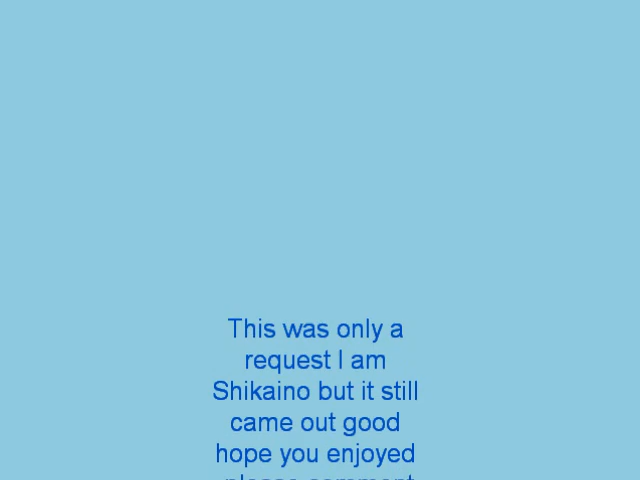 This was only a
request I am
Shikaino but it still
came out good
hope you enjoyed
please comment